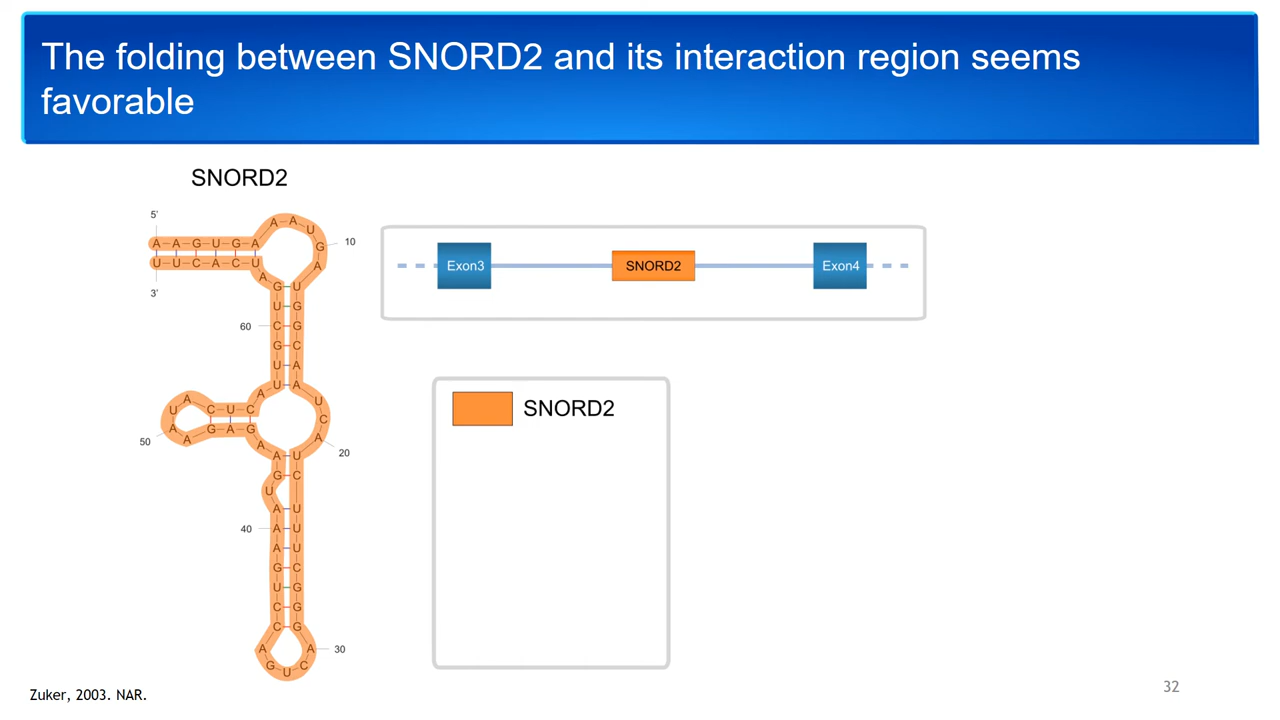 The folding between SNORD2 and its interaction region seems
favorable
SNORD2
5'
A A G U G A A A U G A
10
U U C A C U A G U
3'
U G
60
C G
G C
U A
U A
A U
U A C U C
C
A
50
A A G A G A
20
A U
G C
U
A U
40
A U
A U
G C
U G
C G
C G
A A
30
G U C
Exon3
SNORD2
Exon4
SNORD2
Zuker, 2003. NAR.
32